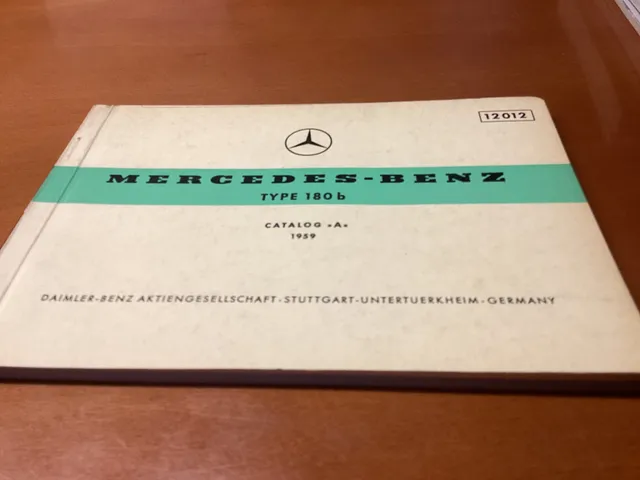 12012
MERCEDES-BENZ
TYPE 180 b
CATALOG »A«
1959
DAIMLER-BENZ AKTIENGESELLSCHAFT · STUTTGART-UNTERTUERKHEIM · GERMANY